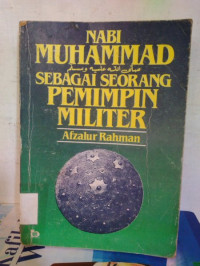 NABI
MUHAMMAD
صلى الله عليه وسلم
SEBAGAI SEORANG
PEMIMPIN
MILITER
Afzalur Rahman